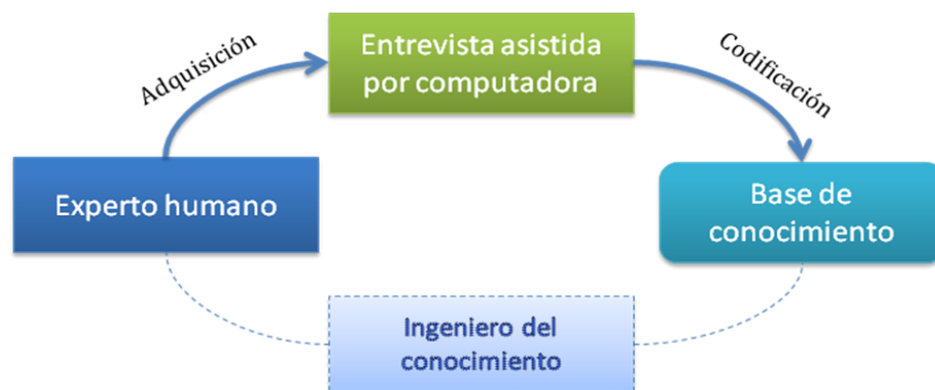 Adquisición
Entrevista asistida
por computadora
Codificación
Experto humano
Base de
conocimiento
Ingeniero del
conocimiento